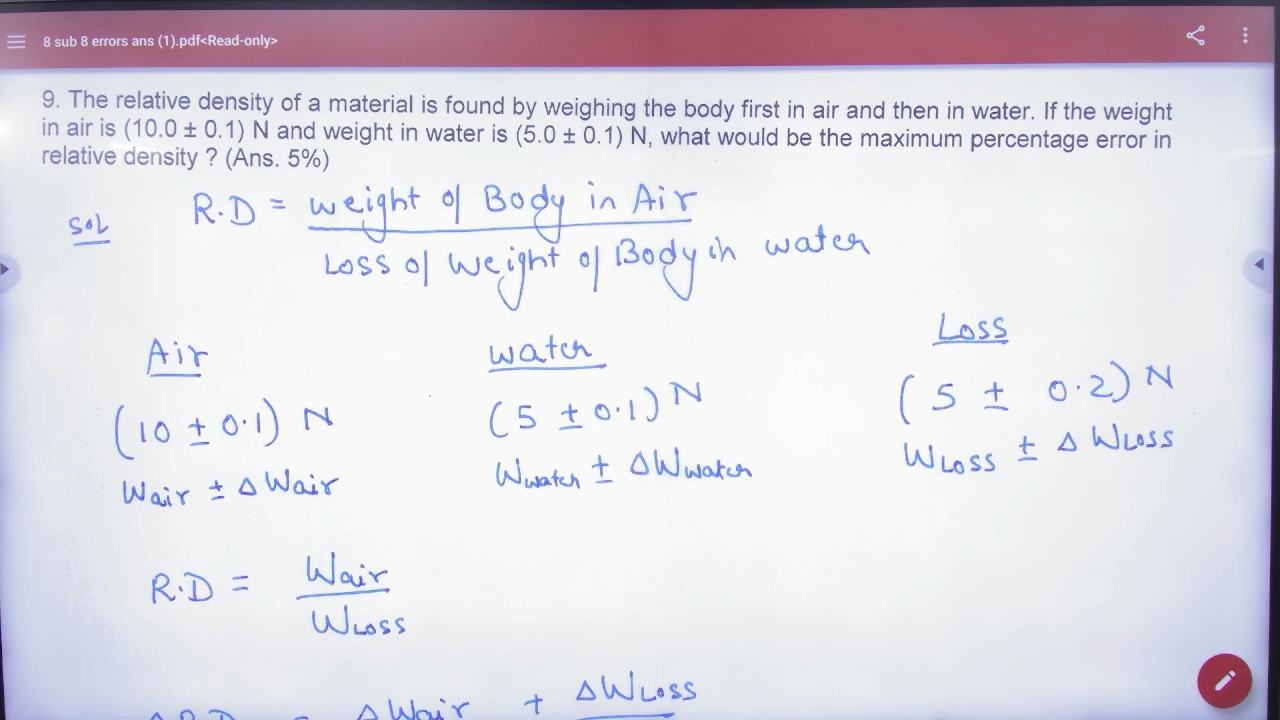 8 sub 8 errors ans (1).pdf<Read-only>
9. The relative density of a material is found by weighing the body first in air and then in water. If the weight
in air is (10.0 ± 0.1) N and weight in water is (5.0 ± 0.1) N, what would be the maximum percentage error in
relative density ? (Ans. 5%)
Sol R.D = weight of Body in Air
Loss of Weight of Body in water
Air water Loss
(10 ± 0.1) N (5 ± 0.1) N (5 ± 0.2) N
Wair ± Δ Wair Wwater ± ΔWwater WLoss ± Δ WLoss
R.D = Wair
WLoss
Δ R.D = Δ Wair + ΔWLoss